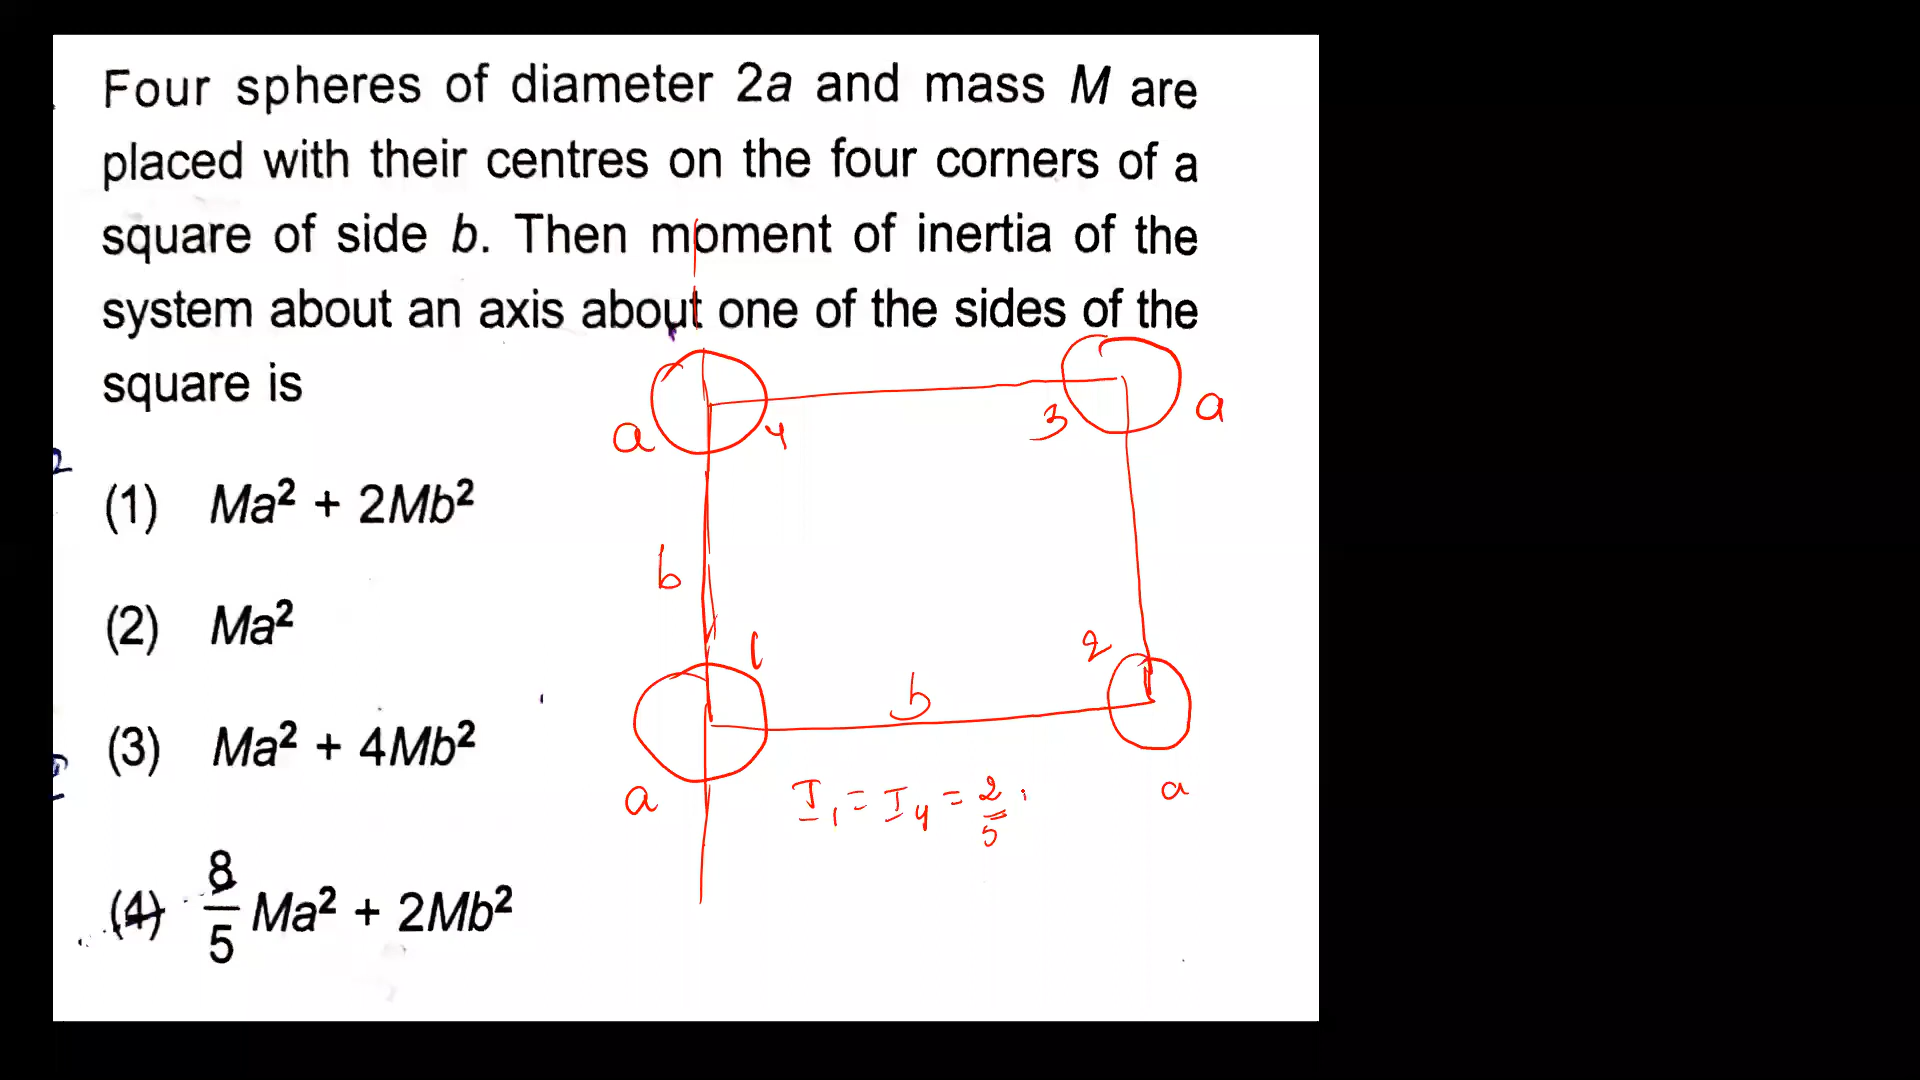 Four spheres of diameter 2a and mass M are
placed with their centres on the four corners of a
square of side b. Then moment of inertia of the
system about an axis about one of the sides of the
square is
(1) Ma² + 2Mb²
(2) Ma²
(3) Ma² + 4Mb²
(4) 8/5 Ma² + 2Mb²
a 4 3 a
b
1 2
b
a a
I₁ = I₄ = 2/5